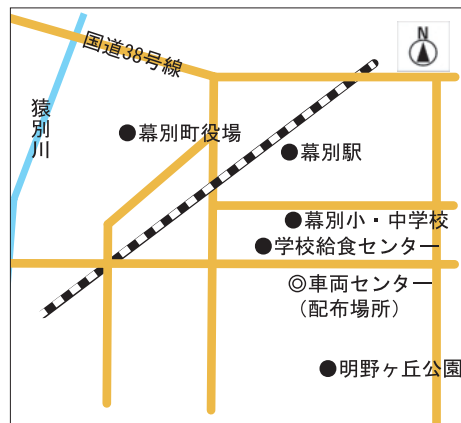 N
国道38号線
猿別川
●幕別町役場
●幕別駅
●幕別小・中学校
●学校給食センター
◎車両センター
（配布場所）
●明野ヶ丘公園